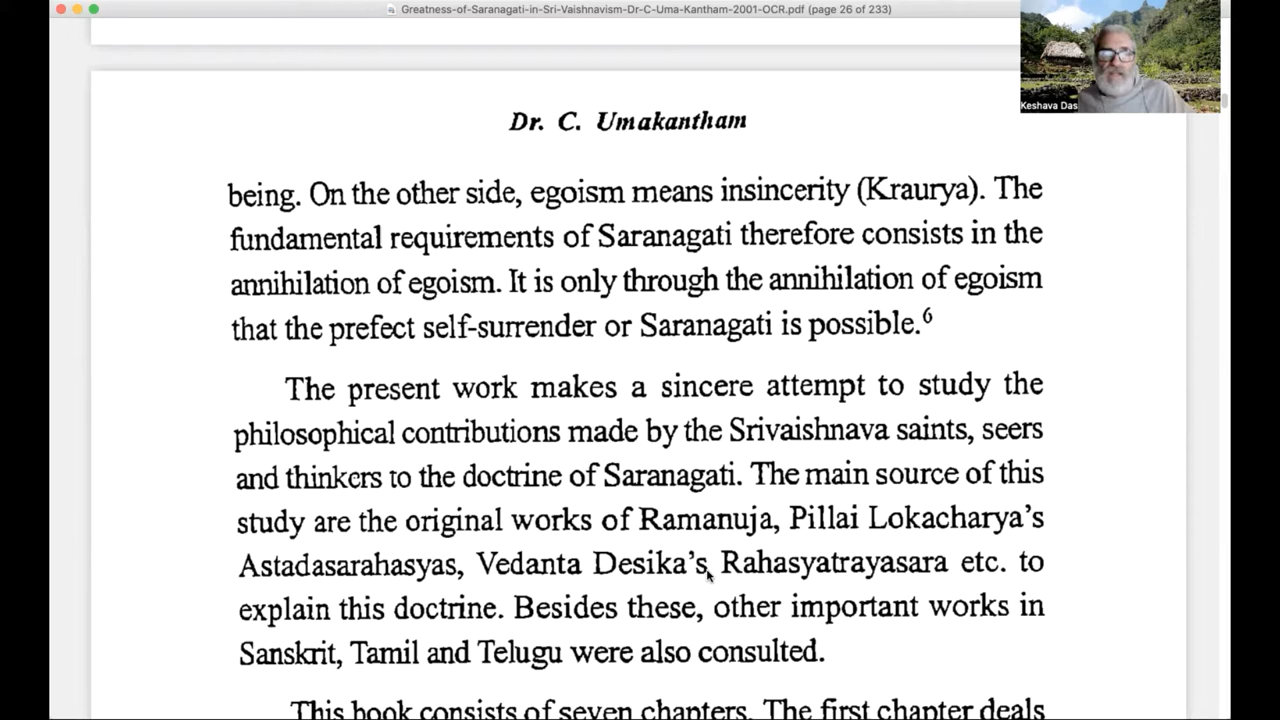 Greatness-of-Saranagati-in-Sri-Vaishnavism-Dr-C-Uma-Kantham-2001-OCR.pdf (page 26 of 233)
Keshava Das
Dr. C. Umakantham
being. On the other side, egoism means insincerity (Kraurya). The
fundamental requirements of Saranagati therefore consists in the
annihilation of egoism. It is only through the annihilation of egoism
that the prefect self-surrender or Saranagati is possible.⁶
The present work makes a sincere attempt to study the
philosophical contributions made by the Srivaishnava saints, seers
and thinkers to the doctrine of Saranagati. The main source of this
study are the original works of Ramanuja, Pillai Lokacharya's
Astadasarahasyas, Vedanta Desika's, Rahasyatrayasara etc. to
explain this doctrine. Besides these, other important works in
Sanskrit, Tamil and Telugu were also consulted.
This book consists of seven chapters. The first chapter deals